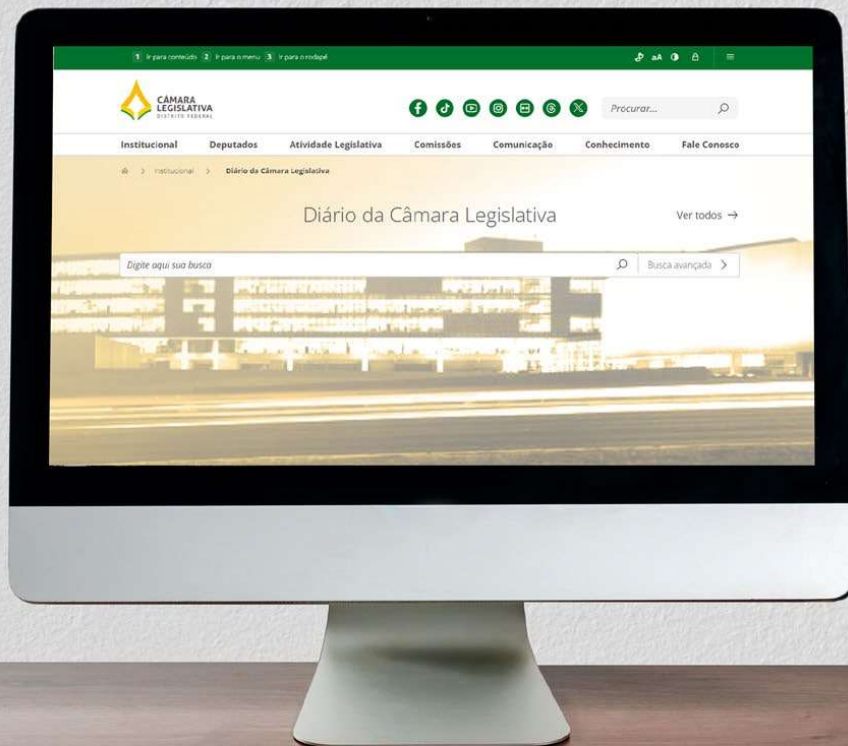 1 Ir para conteúdo 2 Ir para o menu 3 Ir para o rodapé
aA
CÂMARA
LEGISLATIVA
DISTRITO FEDERAL
Procurar...
Institucional Deputados Atividade Legislativa Comissões Comunicação Conhecimento Fale Conosco
Institucional > Diário da Câmara Legislativa
Diário da Câmara Legislativa
Ver todos →
Digite aqui sua busca
Busca avançada >